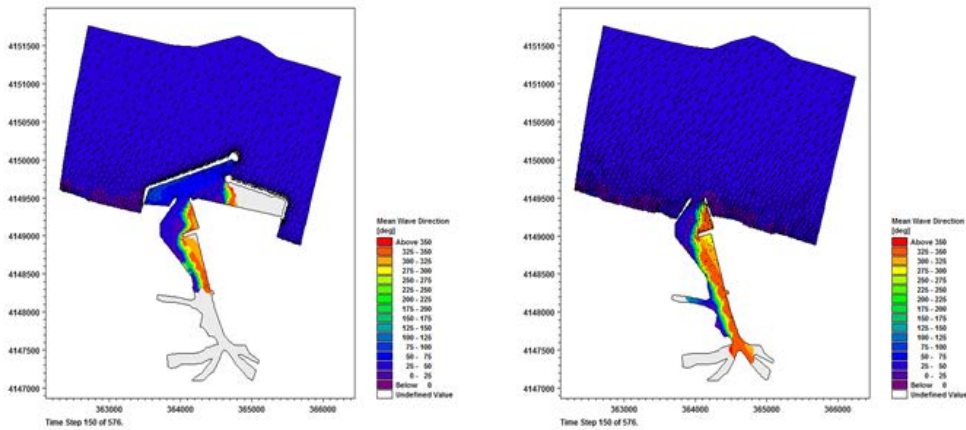 4151500
4151000
4150500
4150000
4149500
4149000
4148500
4148000
4147500
4147000
363000 364000 365000 366000
Time Step 150 of 576.
Mean Wave Direction
[deg]
Above 350
325 - 350
300 - 325
275 - 300
250 - 275
225 - 250
200 - 225
175 - 200
150 - 175
125 - 150
100 - 125
75 - 100
50 - 75
25 - 50
0 - 25
Below 0
Undefined Value
4151500
4151000
4150500
4150000
4149500
4149000
4148500
4148000
4147500
4147000
363000 364000 365000 366000
Time Step 150 of 576.
Mean Wave Direction
[deg]
Above 350
325 - 350
300 - 325
275 - 300
250 - 275
225 - 250
200 - 225
175 - 200
150 - 175
125 - 150
100 - 125
75 - 100
50 - 75
25 - 50
0 - 25
Below 0
Undefined Value